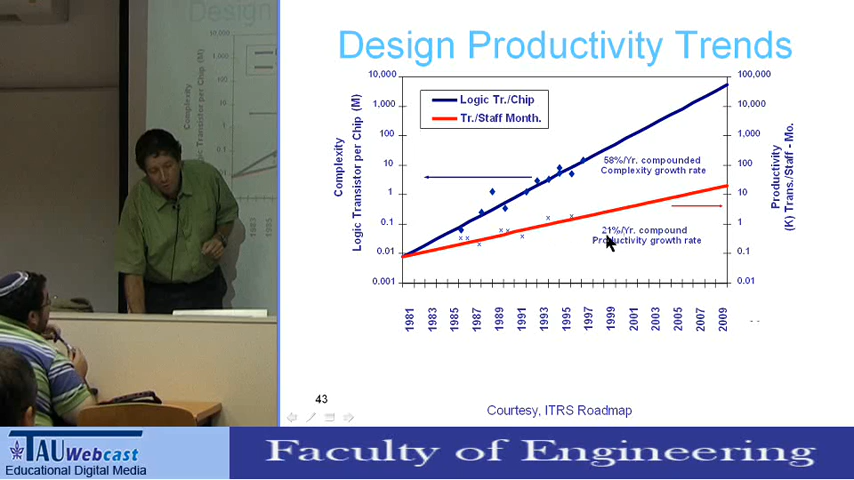 Design Productivity Trends
10,000
1,000
100
10
1
0.1
0.01
0.001
Complexity
Logic Transistor per Chip (M)
Logic Tr./Chip
Tr./Staff Month.
58%/Yr. compounded
Complexity growth rate
21%/Yr. compound
Productivity growth rate
100,000
10,000
1,000
100
10
1
0.1
0.01
Productivity
(K) Trans./Staff - Mo.
1981
1983
1985
1987
1989
1991
1993
1995
1997
1999
2001
2003
2005
2007
2009
43
Courtesy, ITRS Roadmap
TAU Webcast
Educational Digital Media
Faculty of Engineering